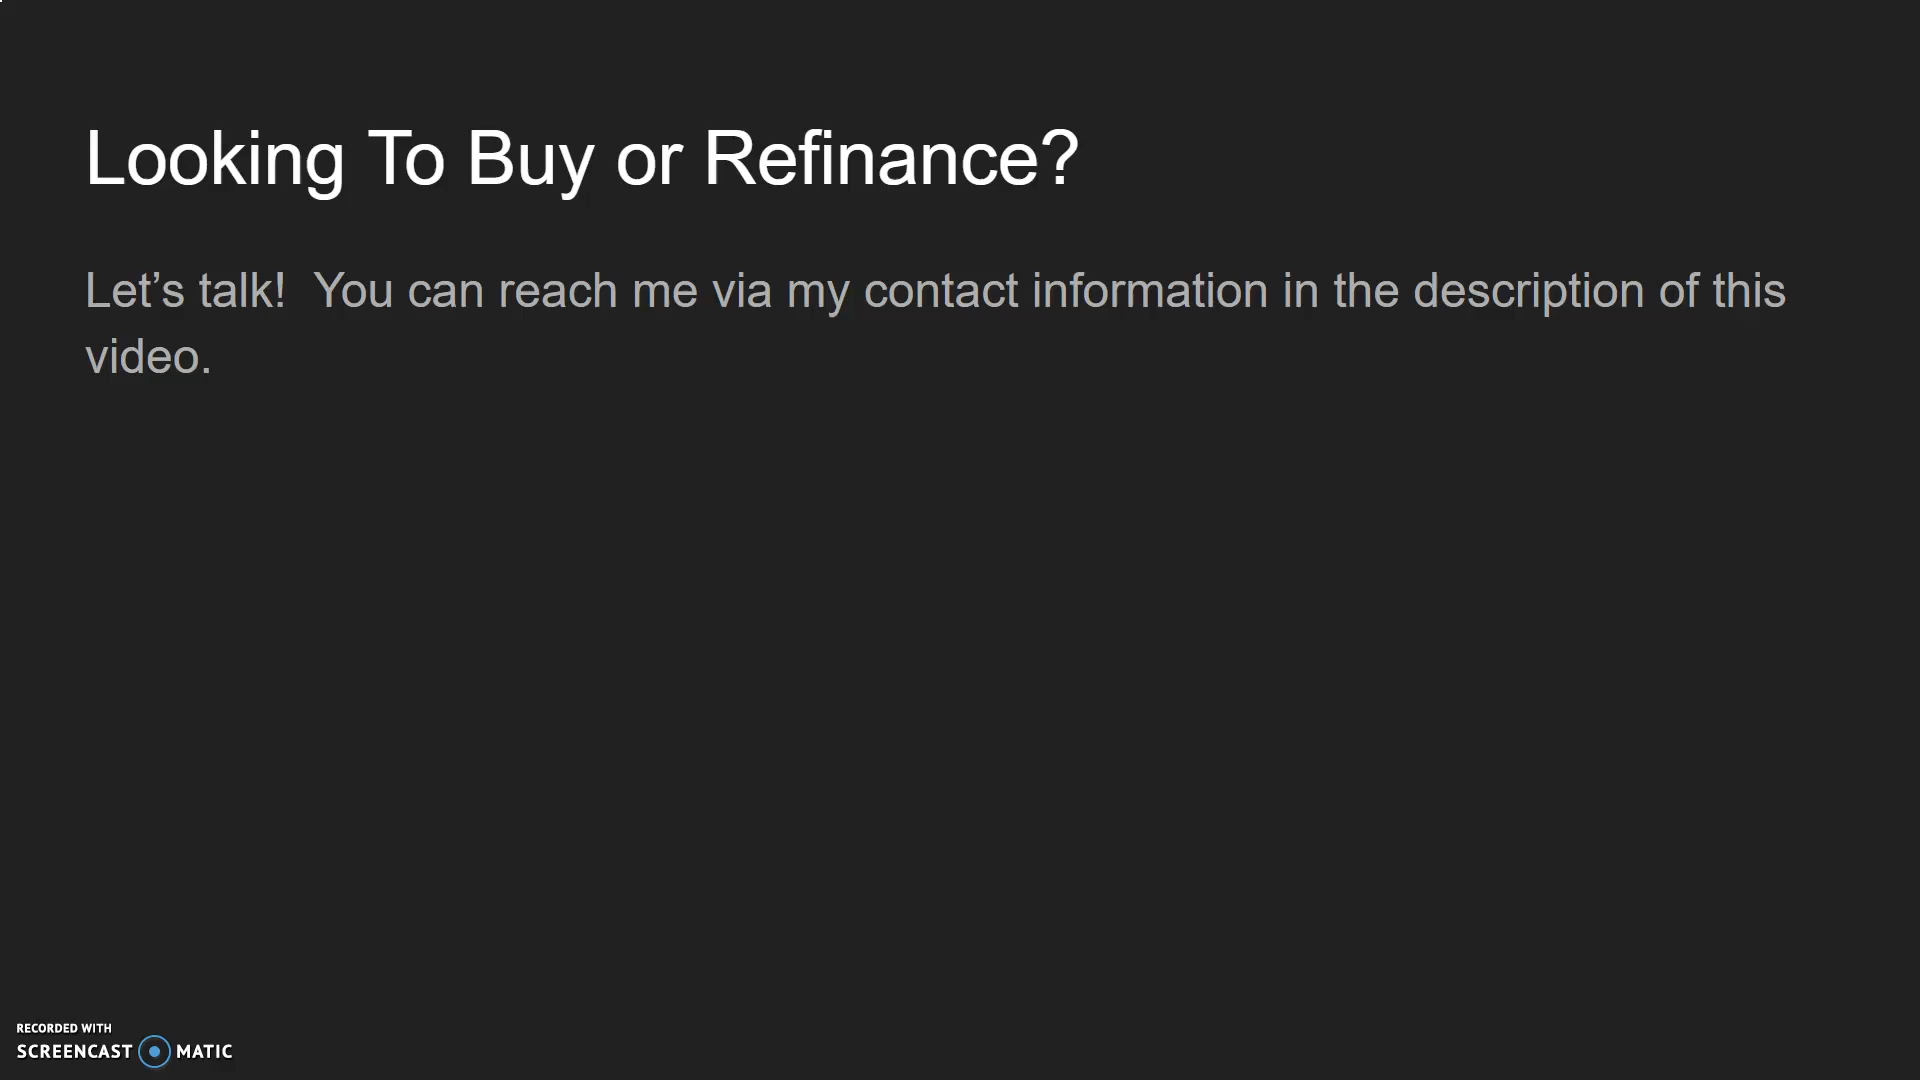 Looking To Buy or Refinance?
Let’s talk!  You can reach me via my contact information in the description of this
video.
RECORDED WITH
SCREENCAST MATIC